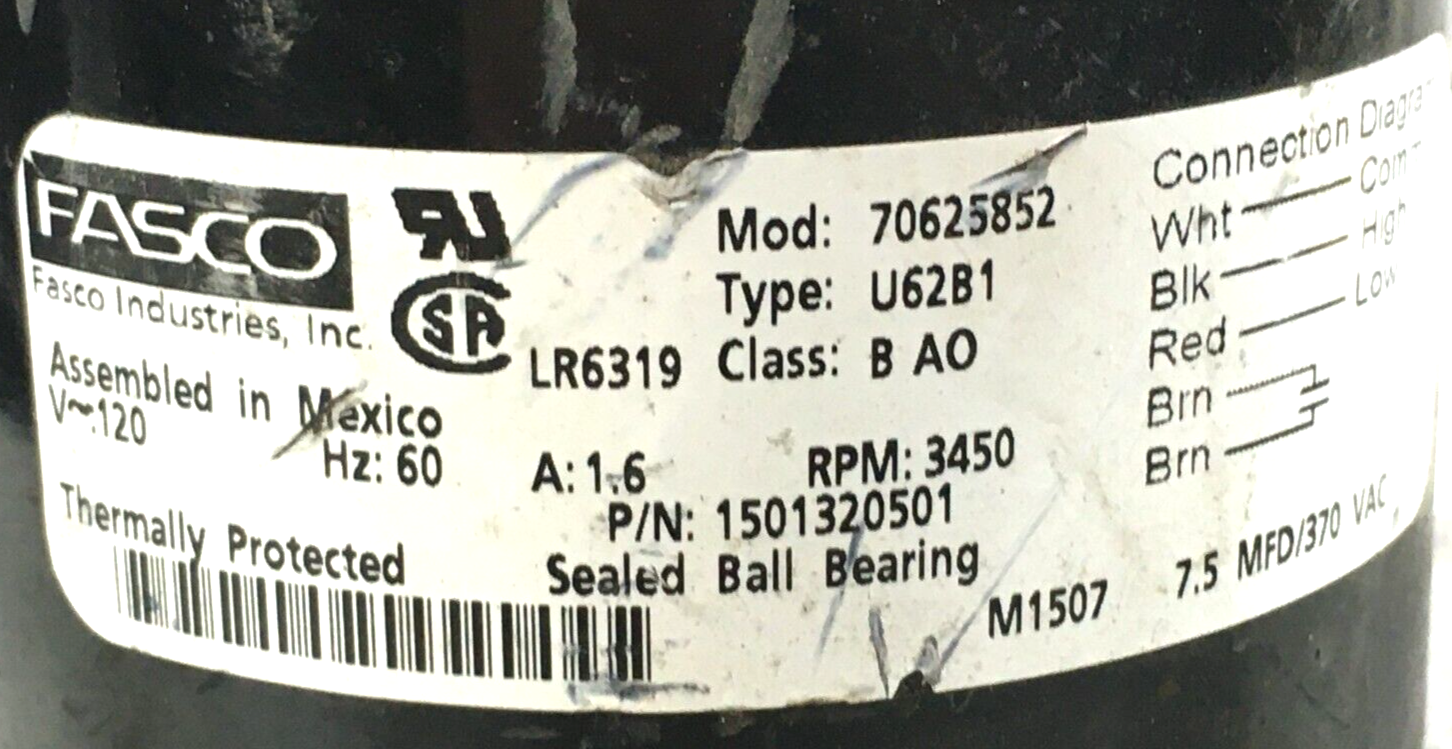 FASCO
Fasco Industries, Inc.
Assembled in Mexico
V~:120
Hz: 60
A: 1.6
RPM: 3450
LR6319
Mod: 70625852
Type: U62B1
Class: B AO
P/N: 1501320501
Thermally Protected
Sealed Ball Bearing
M1507
7.5 MFD/370 VAC
Connection Diagra
Wht Com
Blk High
Red Low
Brn
Brn